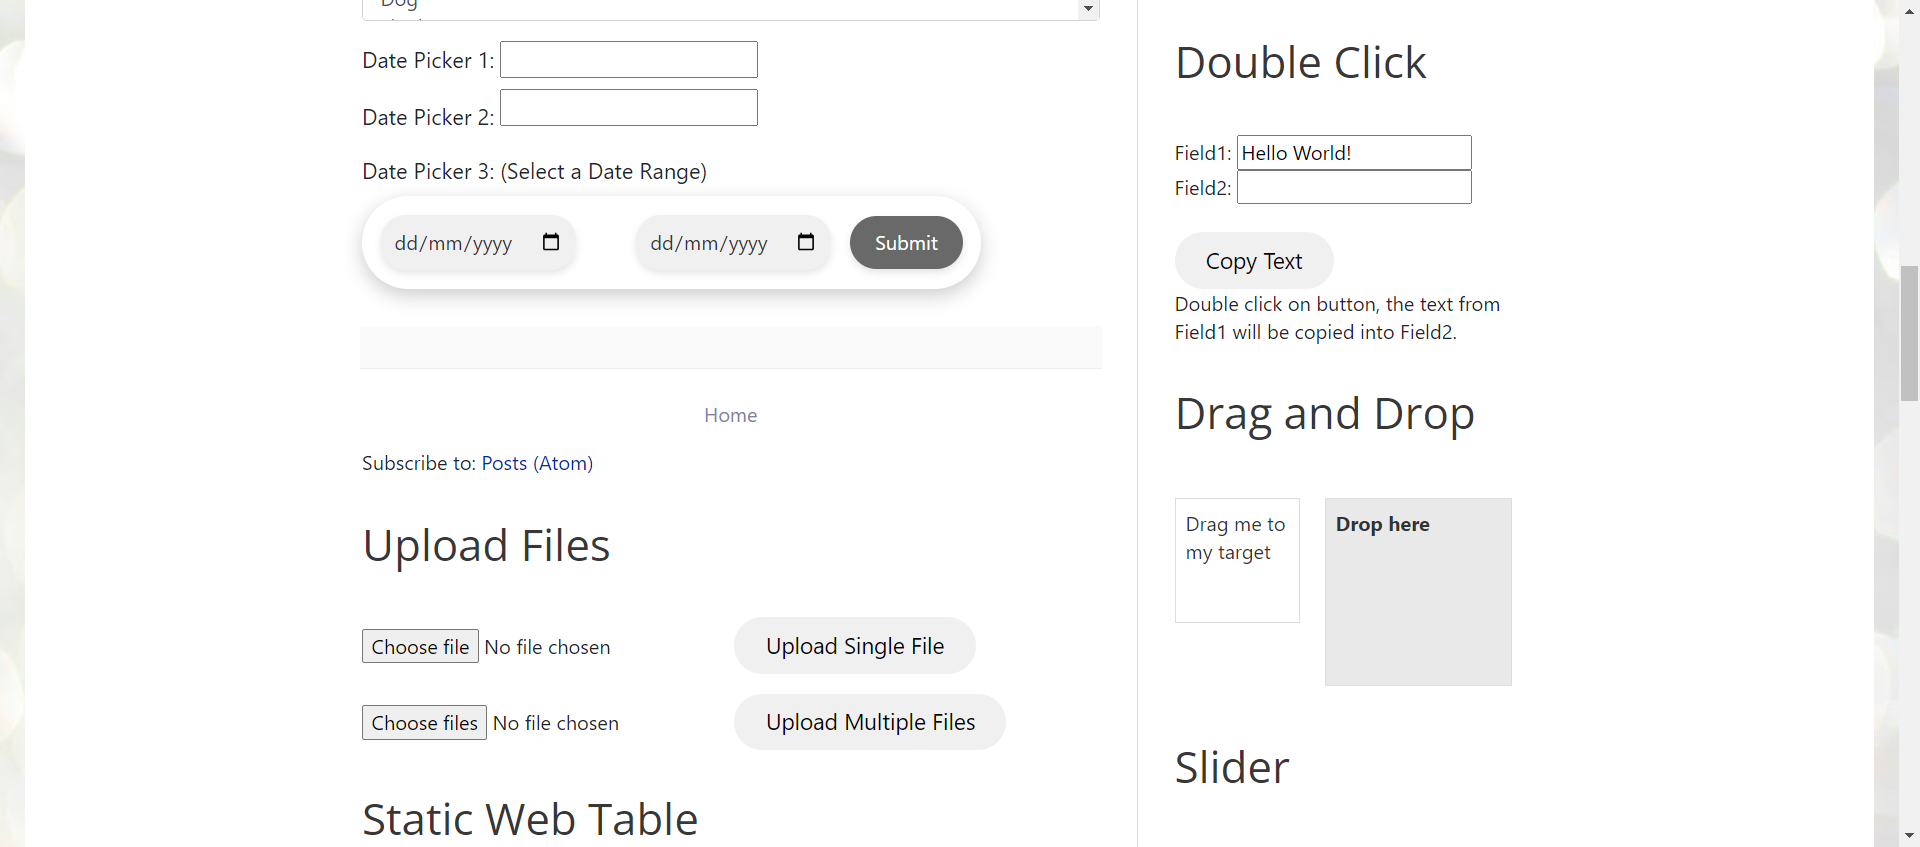 Dog
Date Picker 1:
Date Picker 2:
Date Picker 3: (Select a Date Range)
dd/mm/yyyy dd/mm/yyyy Submit
Home
Subscribe to: Posts (Atom)
Upload Files
Choose file No file chosen Upload Single File
Choose files No file chosen Upload Multiple Files
Static Web Table
Double Click
Field1: Hello World!
Field2:
Copy Text
Double click on button, the text from
Field1 will be copied into Field2.
Drag and Drop
Drag me to
my target
Drop here
Slider